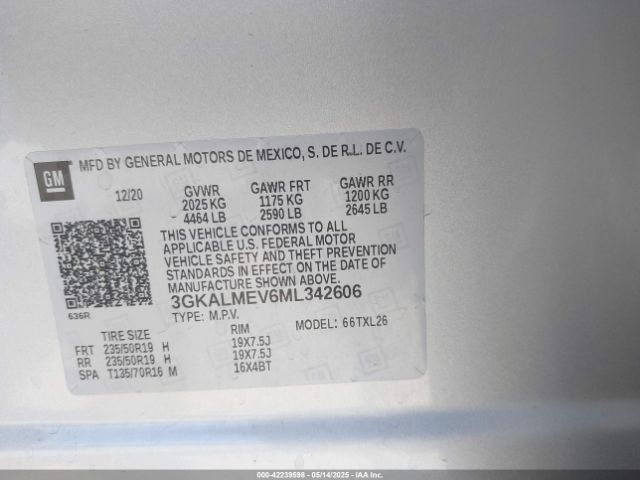 GM
MFD BY GENERAL MOTORS DE MEXICO, S. DE R.L. DE C.V.
12/20 GVWR GAWR FRT GAWR RR
2025 KG 1175 KG 1200 KG
4464 LB 2590 LB 2645 LB
THIS VEHICLE CONFORMS TO ALL
APPLICABLE U.S. FEDERAL MOTOR
VEHICLE SAFETY AND THEFT PREVENTION
STANDARDS IN EFFECT ON THE DATE OF
MANUFACTURE SHOWN ABOVE.
636R
3GKALMEV6ML342606
TYPE: M.P.V. MODEL: 66TXL26
TIRE SIZE RIM
FRT 235/50R19 H 19X7.5J
RR 235/50R19 H 19X7.5J
SPA T135/70R16 M 16X4BT
000-42239598 - 05/14/2025 - IAA Inc.